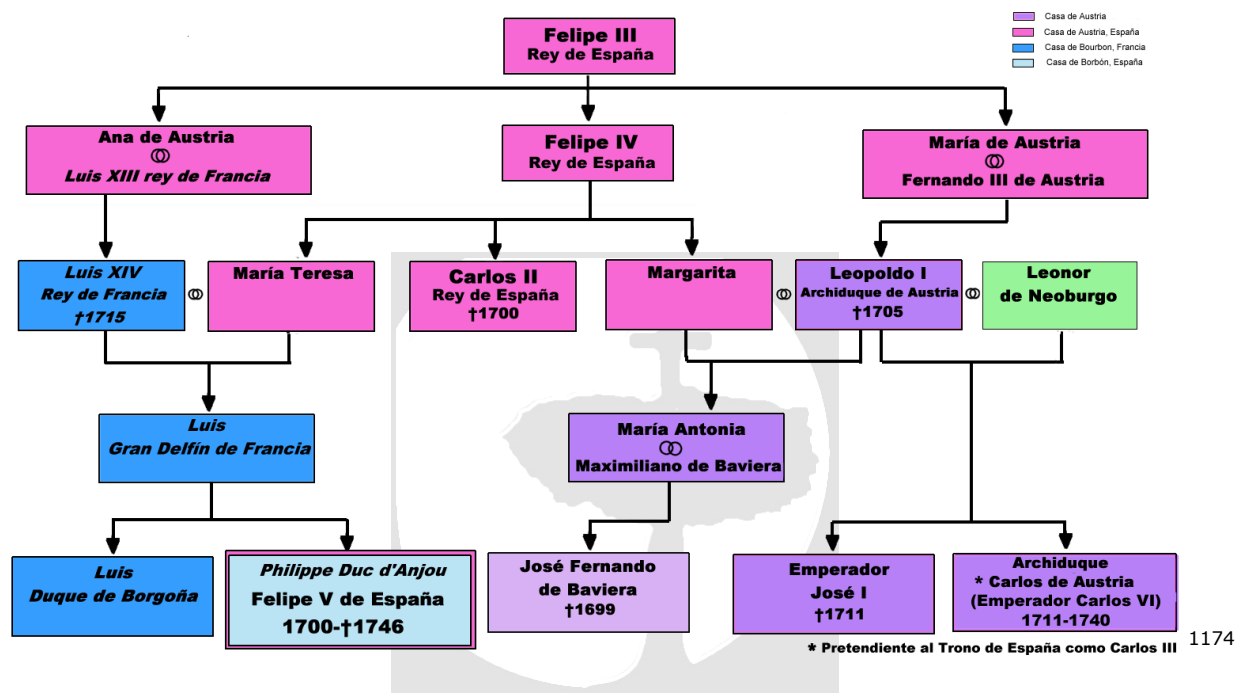 Casa de Austria
Casa de Austria, España
Casa de Bourbon, Francia
Casa de Borbón, España
Felipe III
Rey de España
Ana de Austria
Luis XIII rey de Francia
Felipe IV
Rey de España
María de Austria
Fernando III de Austria
Luis XIV
Rey de Francia
†1715
María Teresa
Carlos II
Rey de España
†1700
Margarita
Leopoldo I
Archiduque de Austria
†1705
Leonor
de Neoburgo
Luis
Gran Delfín de Francia
María Antonia
Maximiliano de Baviera
Luis
Duque de Borgoña
Philippe Duc d'Anjou
Felipe V de España
1700-†1746
José Fernando
de Baviera
†1699
Emperador
José I
†1711
Archiduque
* Carlos de Austria
(Emperador Carlos VI)
1711-1740
* Pretendiente al Trono de España como Carlos III
1174